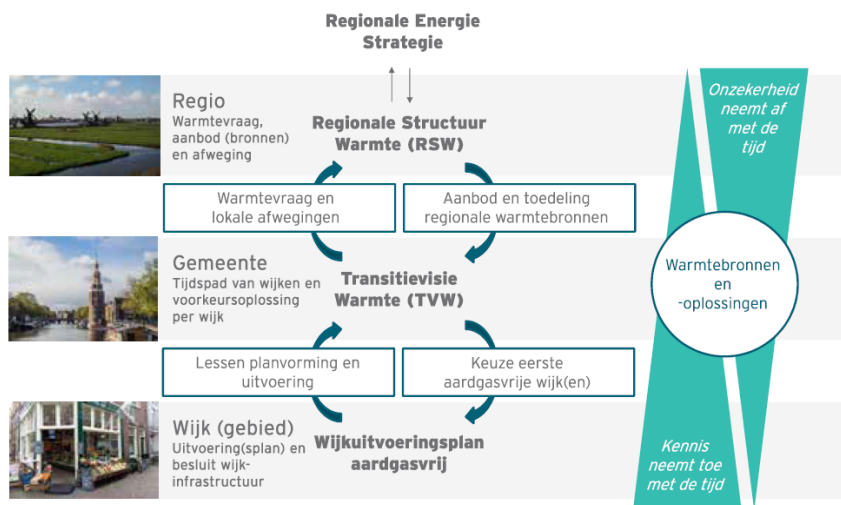 Regionale Energie
Strategie
Regio
Warmtevraag,
aanbod (bronnen)
en afweging
Regionale Structuur
Warmte (RSW)
Onzekerheid
neemt af
met de
tijd
Warmtevraag en
lokale afwegingen
Aanbod en toedeling
regionale warmtebronnen
Gemeente
Tijdspad van wijken en
voorkeursoplossing
per wijk
Transitievisie
Warmte (TVW)
Warmtebronnen
en
-oplossingen
Lessen planvorming en
uitvoering
Keuze eerste
aardgasvrije wijk(en)
Wijk (gebied)
Uitvoering(splan) en
besluit wijk-
infrastructuur
Wijkuitvoeringsplan
aardgasvrij
Kennis
neemt toe
met de tijd